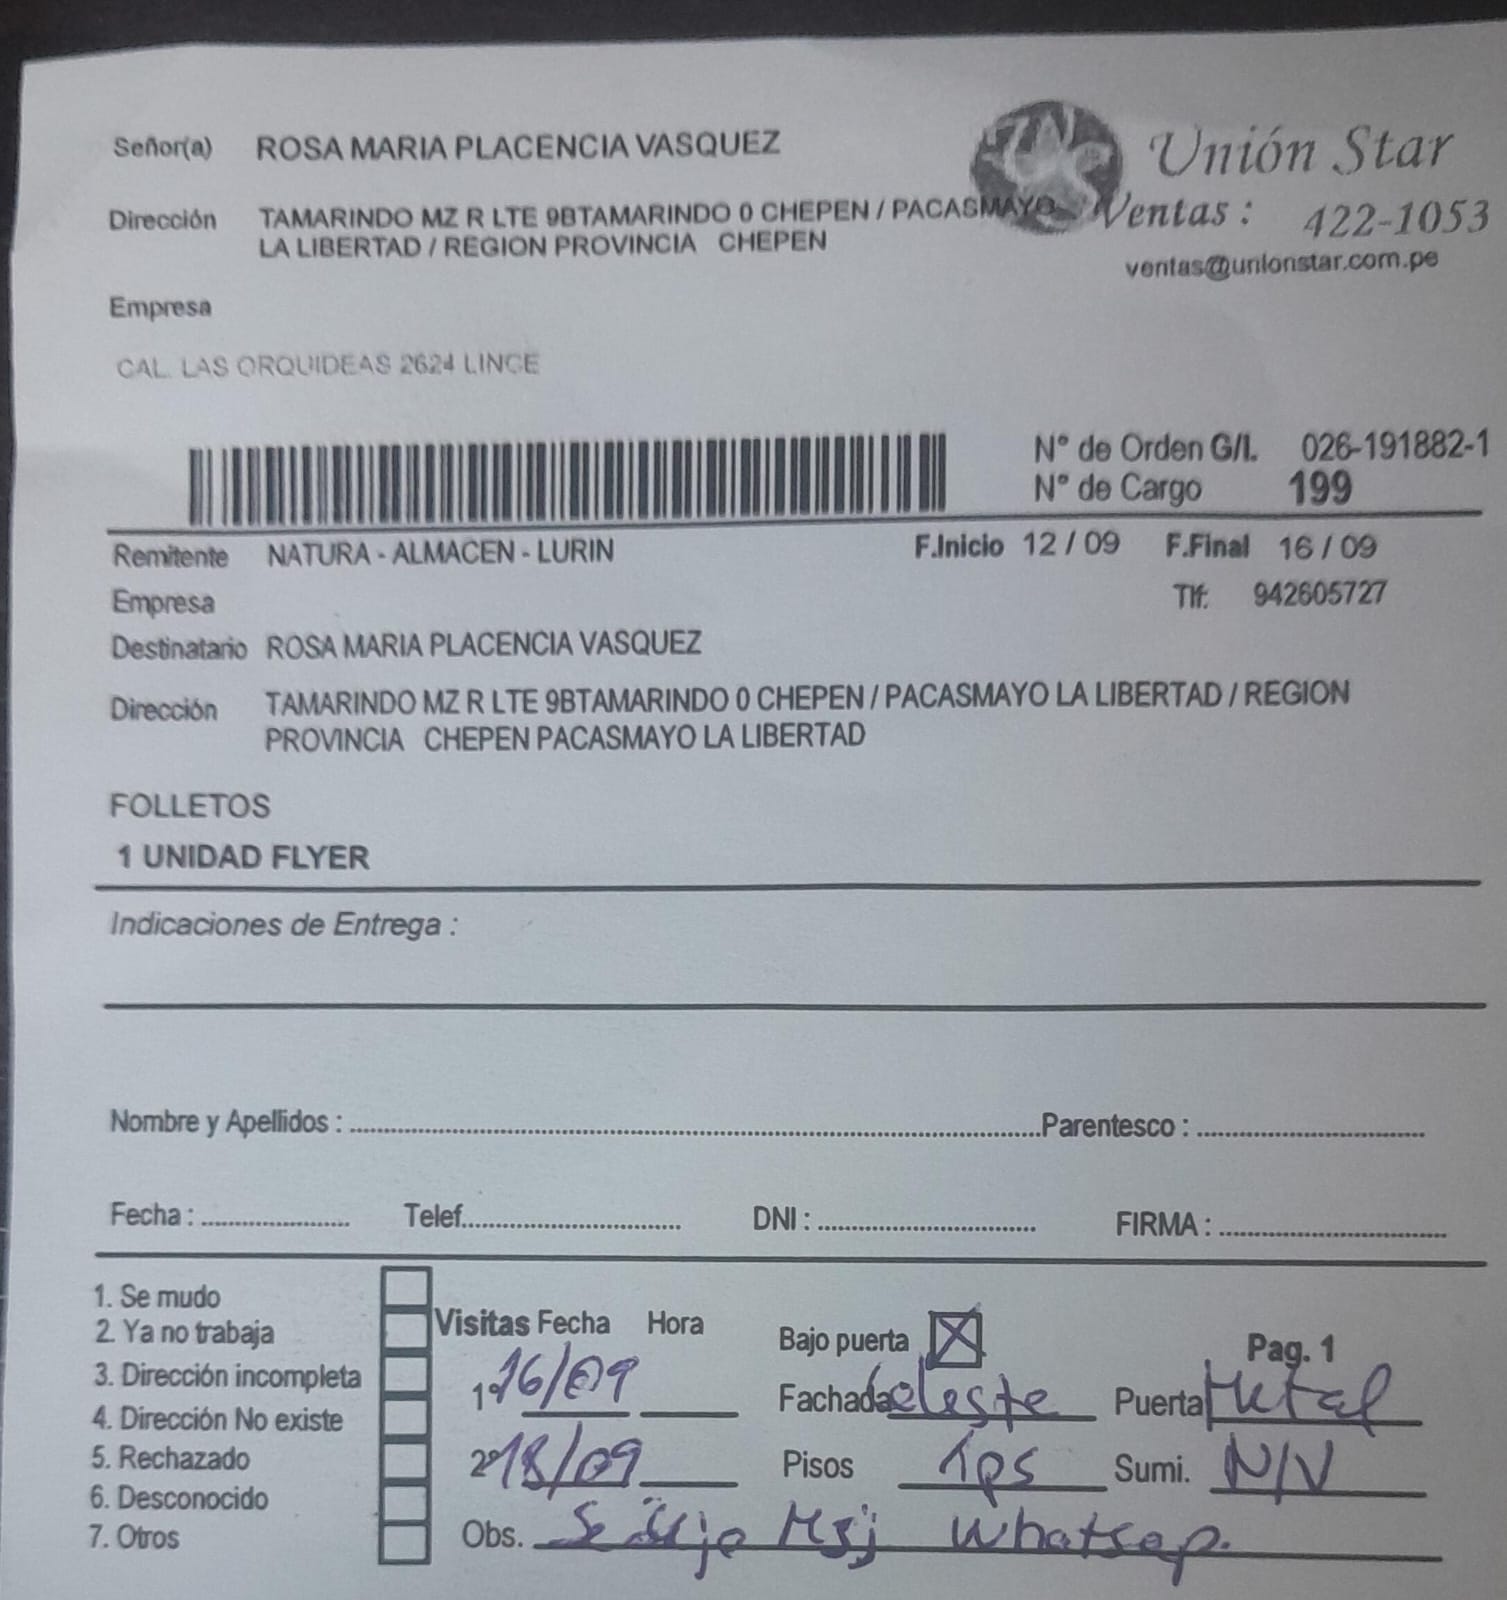 Señor(a) ROSA MARIA PLACENCIA VASQUEZ
Unión Star
Dirección TAMARINDO MZ R LTE 9BTAMARINDO 0 CHEPEN / PACASMAYO
LA LIBERTAD / REGION PROVINCIA CHEPEN
Ventas : 422-1053
ventas@unionstar.com.pe
Empresa
CAL. LAS ORQUIDEAS 2624 LINCE
N° de Orden G/I. 026-191882-1
N° de Cargo 199
Remitente NATURA - ALMACEN - LURIN F.Inicio 12 / 09 F.Final 16 / 09
Empresa Tlf: 942605727
Destinatario ROSA MARIA PLACENCIA VASQUEZ
Dirección TAMARINDO MZ R LTE 9BTAMARINDO 0 CHEPEN / PACASMAYO LA LIBERTAD / REGION
PROVINCIA CHEPEN PACASMAYO LA LIBERTAD
FOLLETOS
1 UNIDAD FLYER
Indicaciones de Entrega :
Nombre y Apellidos : Parentesco :
Fecha : Telef. DNI : FIRMA :
1. Se mudo
2. Ya no trabaja
3. Dirección incompleta
4. Dirección No existe
5. Rechazado
6. Desconocido
7. Otros
Visitas Fecha Hora
1° 16/09
2° 18/09
Bajo puerta X Pag. 1
Fachada celeste Puerta Metal
Pisos 1ps Sumi. N/V
Obs. Se dejo Msj Whatsap.